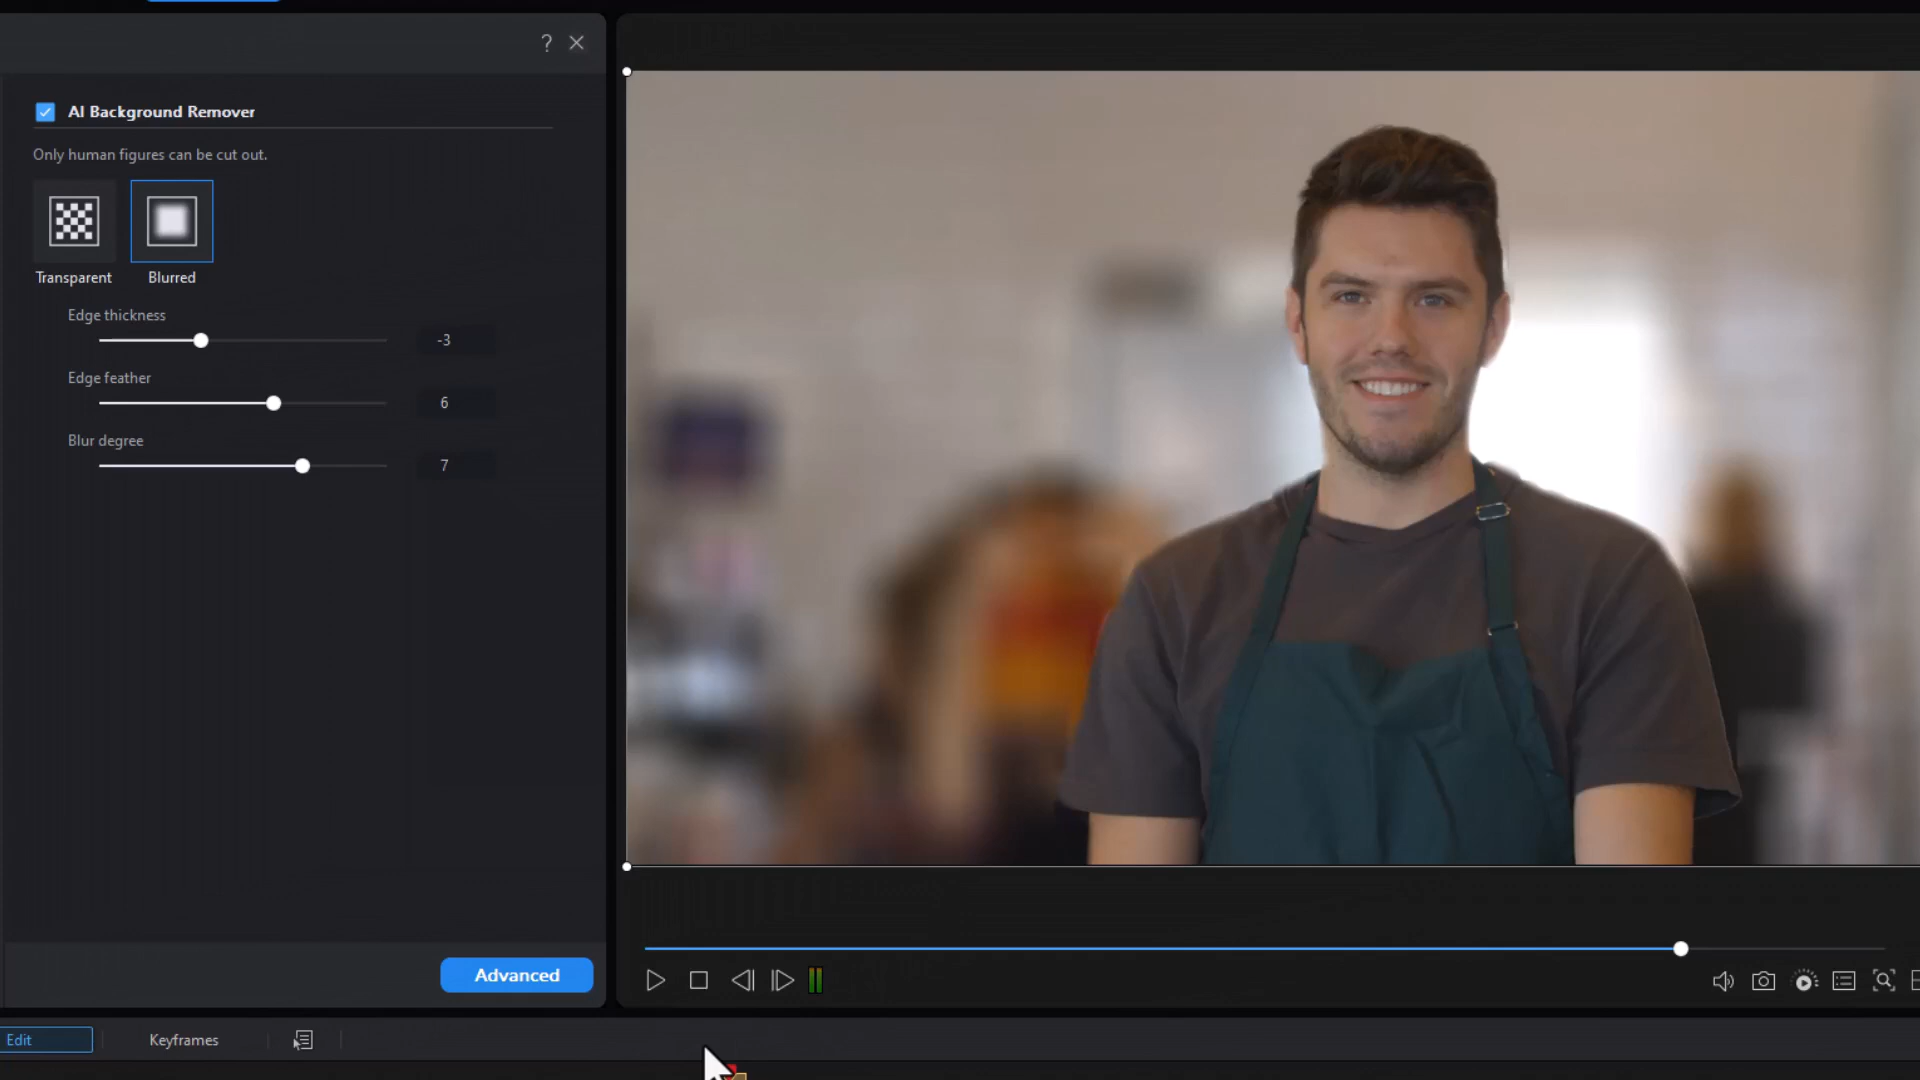 ?
AI Background Remover
Only human figures can be cut out.
Transparent
Blurred
Edge thickness
-3
Edge feather
6
Blur degree
7
Advanced
Edit
Keyframes